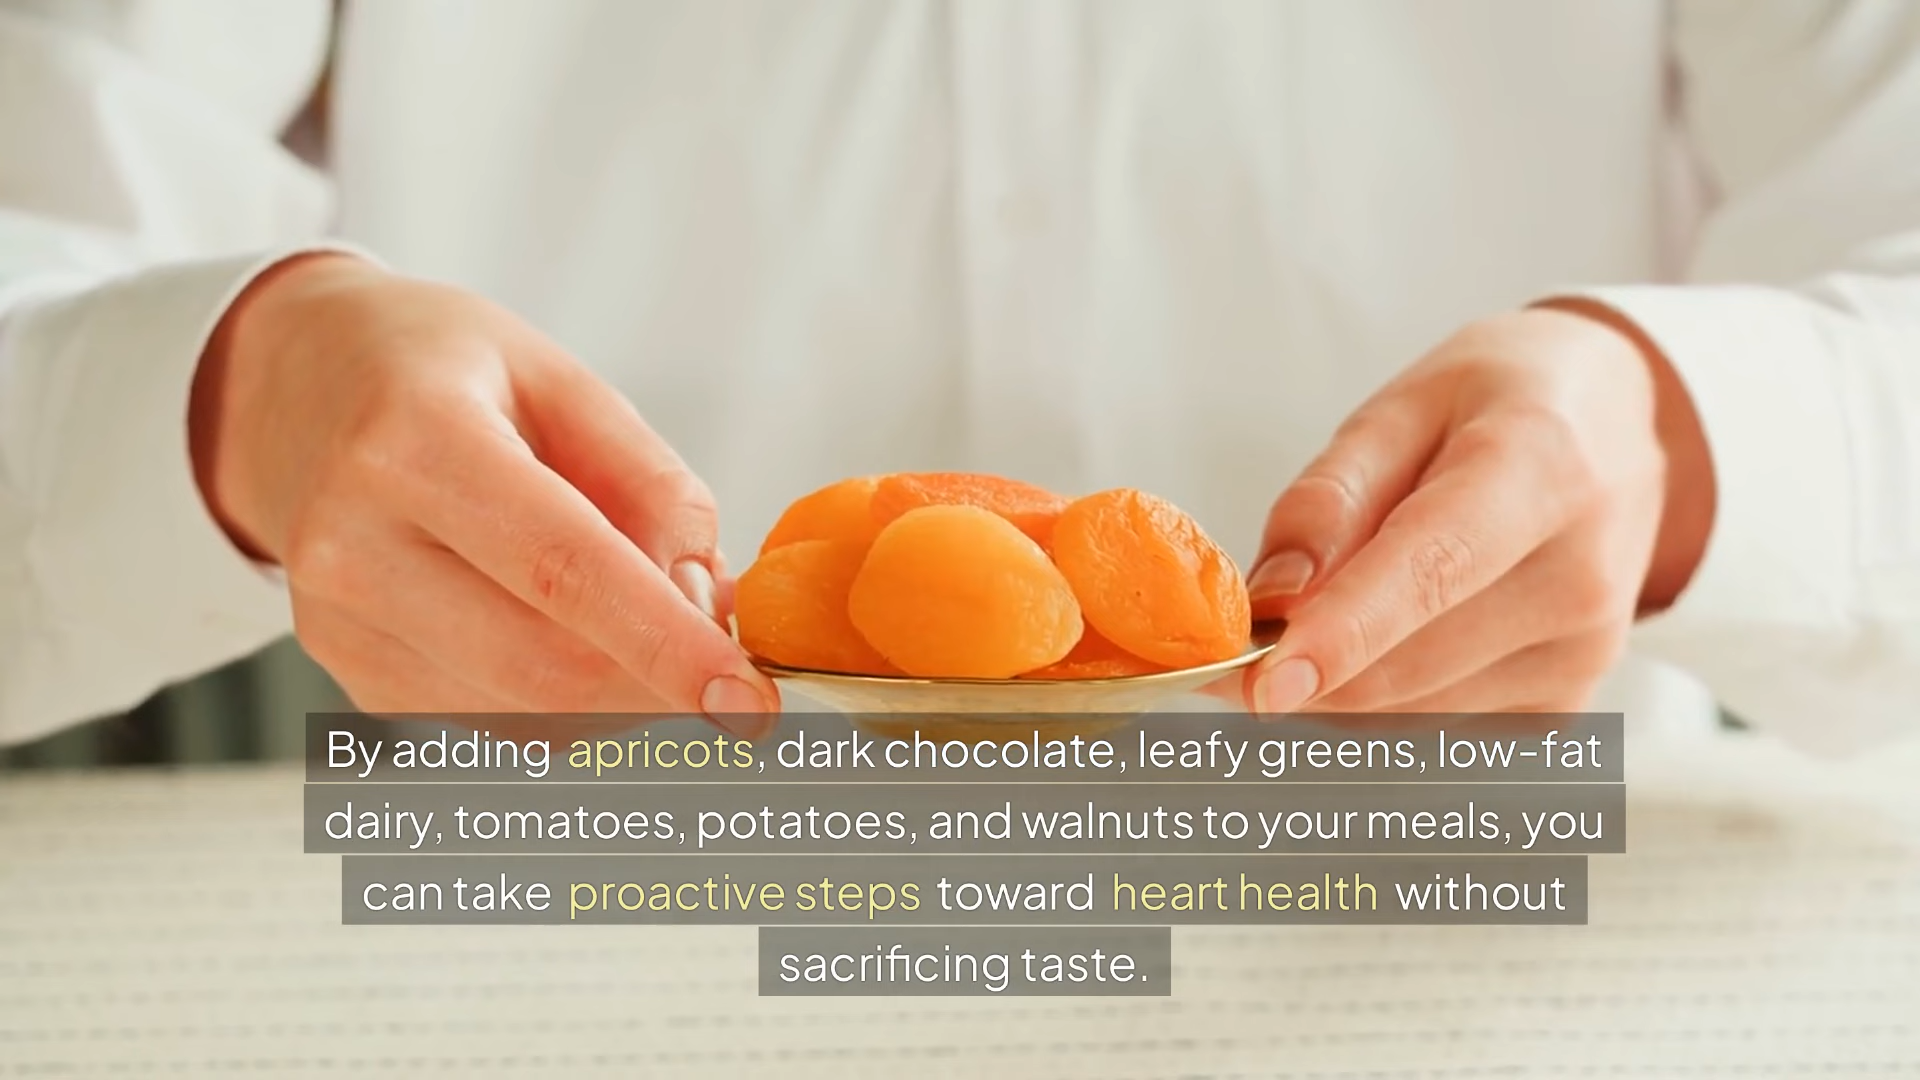 By adding apricots, dark chocolate, leafy greens, low-fat
dairy, tomatoes, potatoes, and walnuts to your meals, you
can take proactive steps toward heart health without
sacrificing taste.